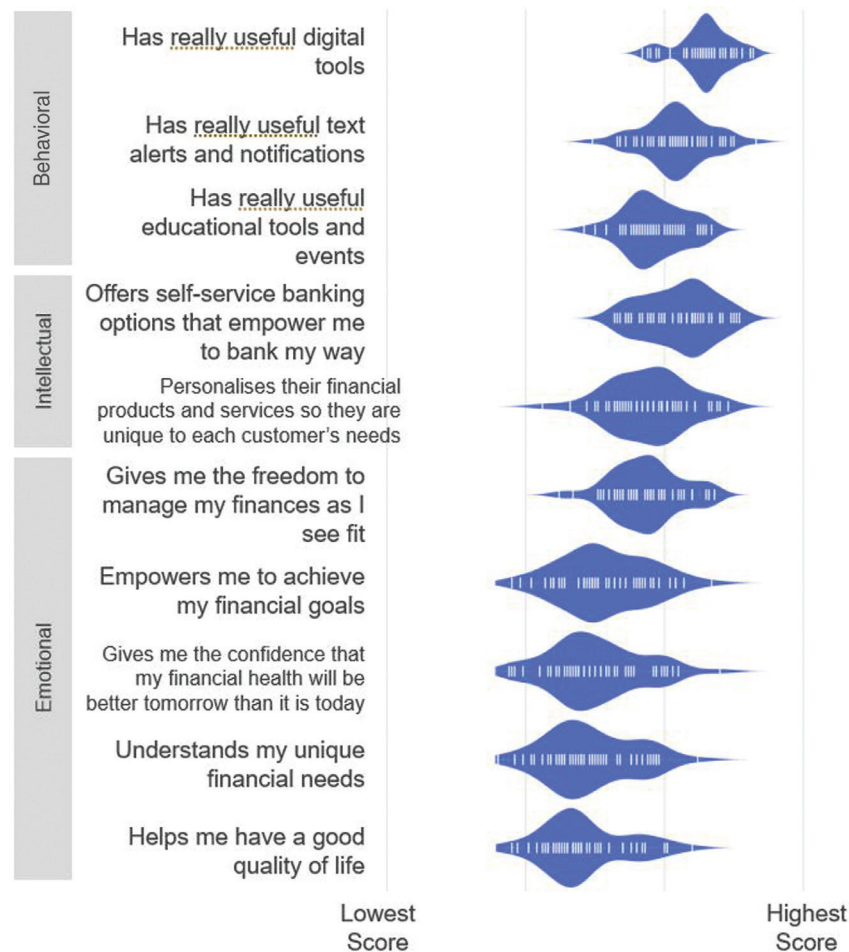 Behavioral
Has really useful digital
tools
Has really useful text
alerts and notifications
Has really useful
educational tools and
events
Intellectual
Offers self-service banking
options that empower me
to bank my way
Personalises their financial
products and services so they are
unique to each customer’s needs
Emotional
Gives me the freedom to
manage my finances as I
see fit
Empowers me to achieve
my financial goals
Gives me the confidence that
my financial health will be
better tomorrow than it is today
Understands my unique
financial needs
Helps me have a good
quality of life
Lowest
Score
Highest
Score